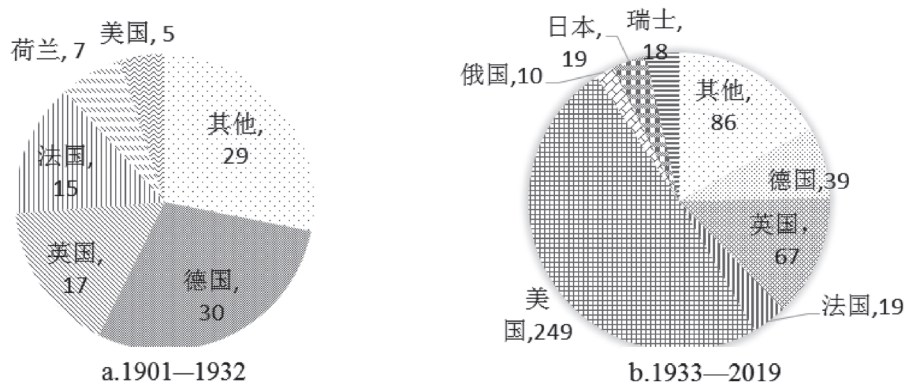 美国, 5
荷兰, 7
其他,
29
法国,
15
英国,
17
德国,
30
a.1901—1932
日本,
19
瑞士,
18
俄国,10
其他,
86
德国,39
英国,
67
美
国,249
法国,19
b.1933—2019